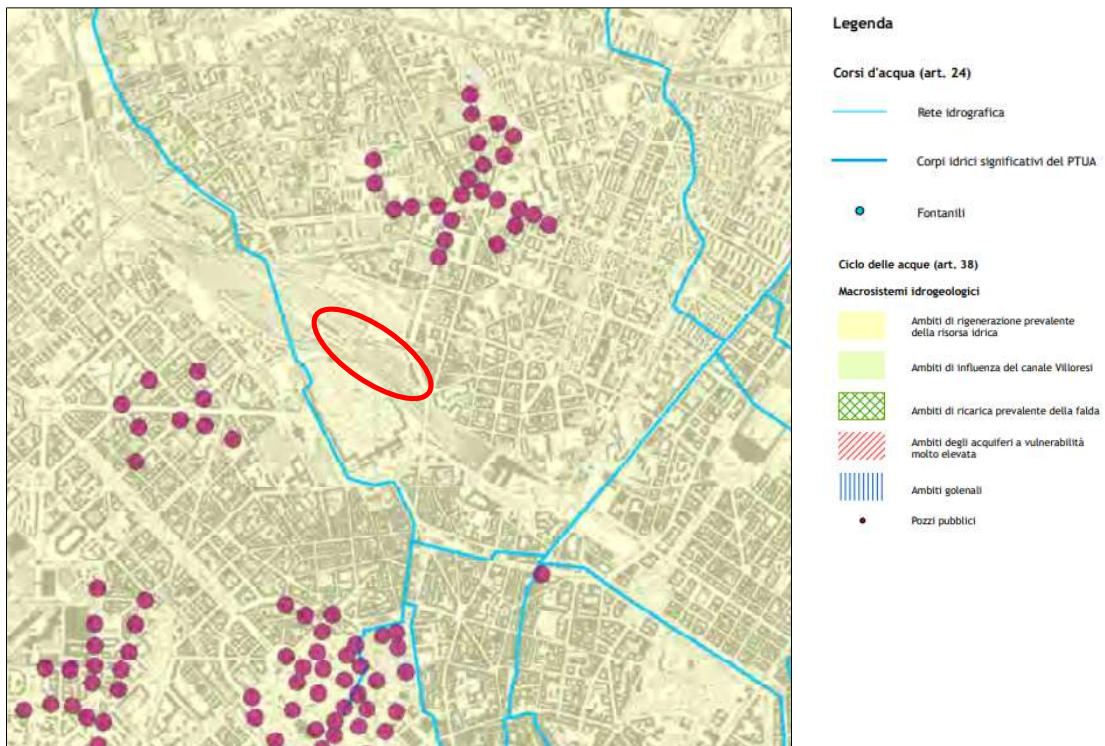 Legenda
Corsi d'acqua (art. 24)
Rete idrografica
Corpi idrici significativi del PTUA
Fontanili
Ciclo delle acque (art. 38)
Macrosistemi idrogeologici
Ambiti di rigenerazione prevalente
della risorsa idrica
Ambiti di influenza del canale Villoresi
Ambiti di ricarica prevalente della falda
Ambiti degli acquiferi a vulnerabilità
molto elevata
Ambiti golenali
Pozzi pubblici